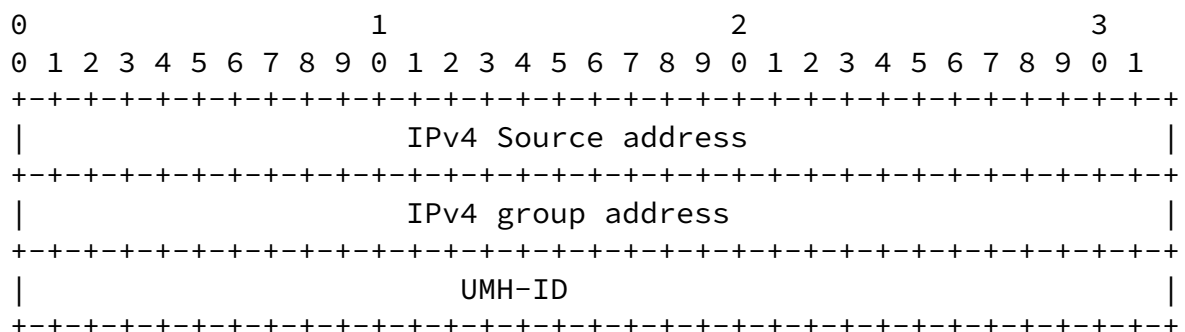 0                   1                   2                   3
0 1 2 3 4 5 6 7 8 9 0 1 2 3 4 5 6 7 8 9 0 1 2 3 4 5 6 7 8 9 0 1
+-+-+-+-+-+-+-+-+-+-+-+-+-+-+-+-+-+-+-+-+-+-+-+-+-+-+-+-+-+-+-+-+
|                     IPv4 Source address                       |
+-+-+-+-+-+-+-+-+-+-+-+-+-+-+-+-+-+-+-+-+-+-+-+-+-+-+-+-+-+-+-+-+
|                     IPv4 group address                        |
+-+-+-+-+-+-+-+-+-+-+-+-+-+-+-+-+-+-+-+-+-+-+-+-+-+-+-+-+-+-+-+-+
|                        UMH-ID                                 |
+-+-+-+-+-+-+-+-+-+-+-+-+-+-+-+-+-+-+-+-+-+-+-+-+-+-+-+-+-+-+-+-+